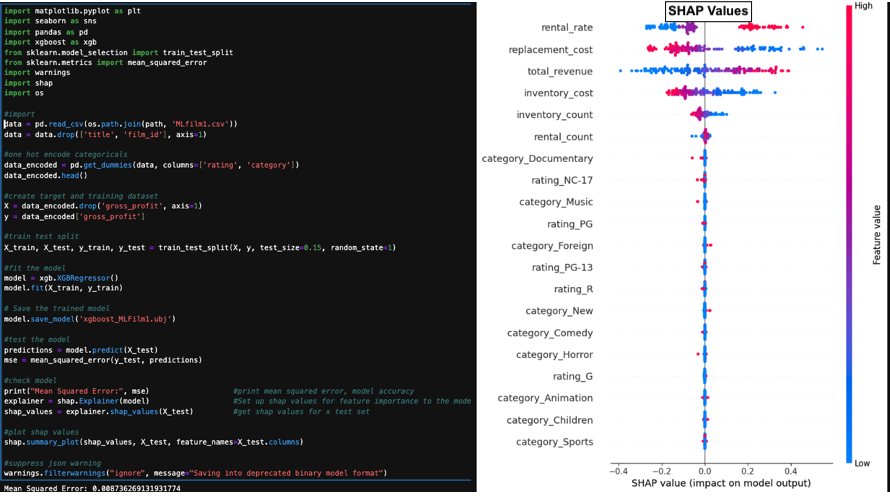 import matplotlib.pyplot as plt
import seaborn as sns
import pandas as pd
import xgboost as xgb
from sklearn.model_selection import train_test_split
from sklearn.metrics import mean_squared_error
import warnings
import shap
import os
#import
data = pd.read_csv(os.path.join(path, 'MLfilm1.csv'))
data = data.drop(['title', 'film_id'], axis=1)
#one hot encode categoricals
data_encoded = pd.get_dummies(data, columns=['rating', 'category'])
data_encoded.head()
#create target and training dataset
X = data_encoded.drop('gross_profit', axis=1)
y = data_encoded['gross_profit']
#train test split
X_train, X_test, y_train, y_test = train_test_split(X, y, test_size=0.15, random_state=1)
#fit the model
model = xgb.XGBRegressor()
model.fit(X_train, y_train)
# Save the trained model
model.save_model('xgboost_MLFilm1.ubj')
#test the model
predictions = model.predict(X_test)
mse = mean_squared_error(y_test, predictions)
#check model
print("Mean Squared Error:", mse) #print mean squared error, model accuracy
explainer = shap.Explainer(model) #Set up shap values for feature importance to the mode
shap_values = explainer.shap_values(X_test) #get shap values for x test set
#plot shap values
shap.summary_plot(shap_values, X_test, feature_names=X_test.columns)
#suppress json warning
warnings.filterwarnings("ignore", message="Saving into deprecated binary model format")
Mean Squared Error: 0.008736269131931774
SHAP Values
rental_rate
replacement_cost
total_revenue
inventory_cost
inventory_count
rental_count
category_Documentary
rating_NC-17
category_Music
rating_PG
category_Foreign
rating_PG-13
rating_R
category_New
category_Comedy
category_Horror
rating_G
category_Animation
category_Children
category_Sports
−0.4 −0.2 0.0 0.2 0.4
SHAP value (impact on model output)
High
Feature value
Low